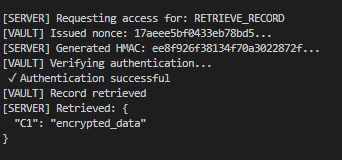 [SERVER] Requesting access for: RETRIEVE_RECORD
[VAULT] Issued nonce: 17aeee5bf0433eb78bd5...
[SERVER] Generated HMAC: ee8f926f38134f70a3022872f...
[VAULT] Verifying authentication...
✓ Authentication successful
[VAULT] Record retrieved
[SERVER] Retrieved: {
  "C1": "encrypted_data"
}